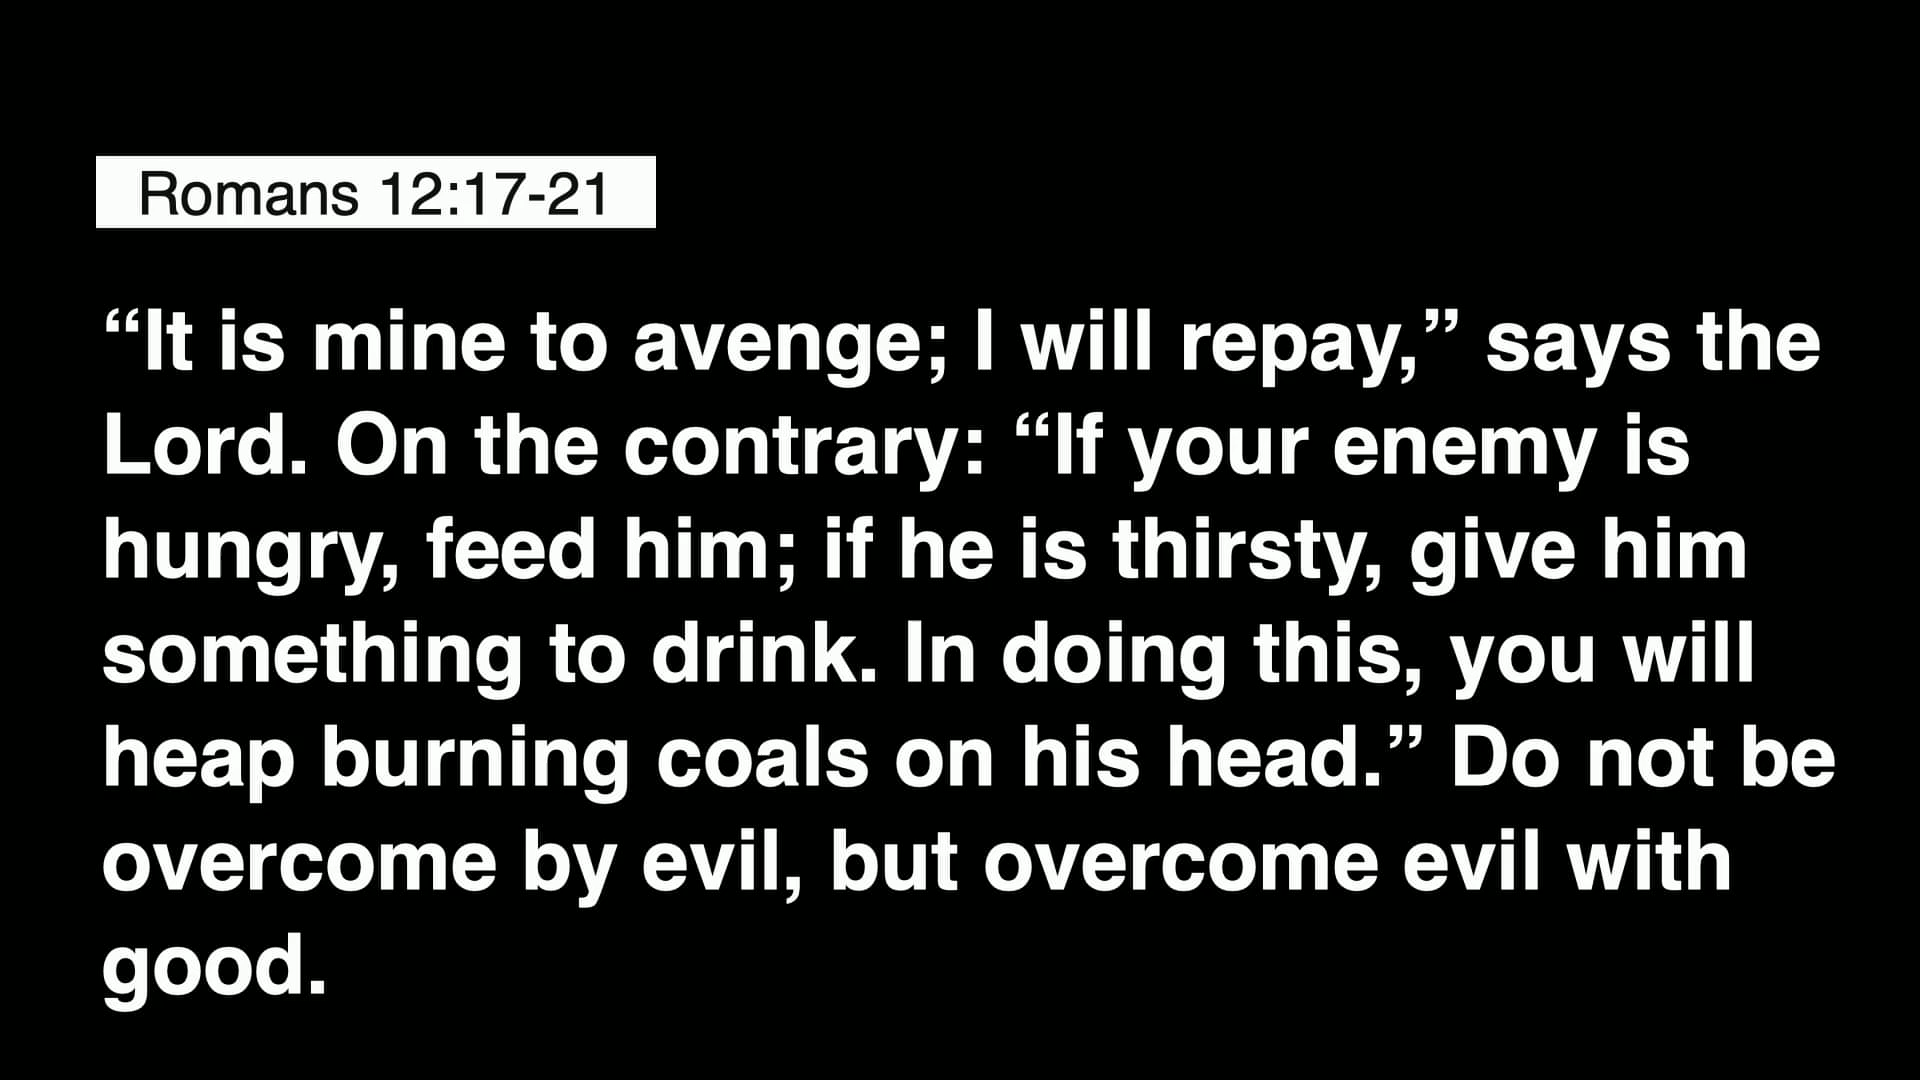 Romans 12:17-21
“It is mine to avenge; I will repay,” says the
Lord. On the contrary: “If your enemy is
hungry, feed him; if he is thirsty, give him
something to drink. In doing this, you will
heap burning coals on his head.” Do not be
overcome by evil, but overcome evil with
good.